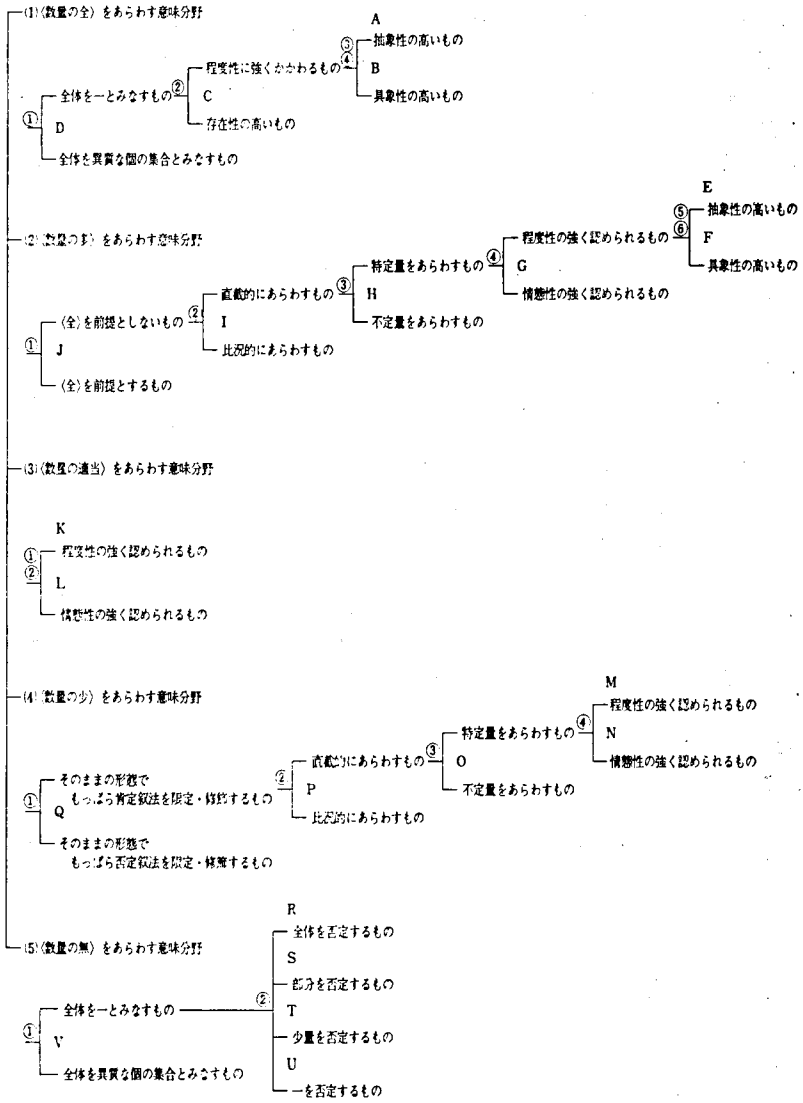 (1)〈数量の全〉をあらわす意味分野
A
③ 抽象性の高いもの
② 程度性に強くかかわるもの ④ B
① 全体を一とみなすもの C 具象性の高いもの
D 存在性の高いもの
全体を異質な個の集合とみなすもの
E
⑤ 抽象性の高いもの
(2)〈数量の多〉をあらわす意味分野
④ 程度性の強く認められるもの ⑥ F
③ 特定量をあらわすもの G 具象性の高いもの
② 直截的にあらわすもの H 情態性の強く認められるもの
① 〈全〉を前提としないもの I 不定量をあらわすもの
J 比況的にあらわすもの
〈全〉を前提とするもの
(3)〈数量の適当〉をあらわす意味分野
K
① 程度性の強く認められるもの
② L
情態性の強く認められるもの
(4)〈数量の少〉をあらわす意味分野
M
程度性の強く認められるもの
③ 特定量をあらわすもの ④ N
② 直截的にあらわすもの O 情態性の強く認められるもの
① そのままの形態で
もっぱら肯定叙法を限定・修飾するもの
P 不定量をあらわすもの
Q 比況的にあらわすもの
そのままの形態で
もっぱら否定叙法を限定・修飾するもの
(5)〈数量の無〉をあらわす意味分野
R
全体を否定するもの
S
部分を否定するもの
① 全体を一とみなすもの ② T
V 少量を否定するもの
U
全体を異質な個の集合とみなすもの
一を否定するもの